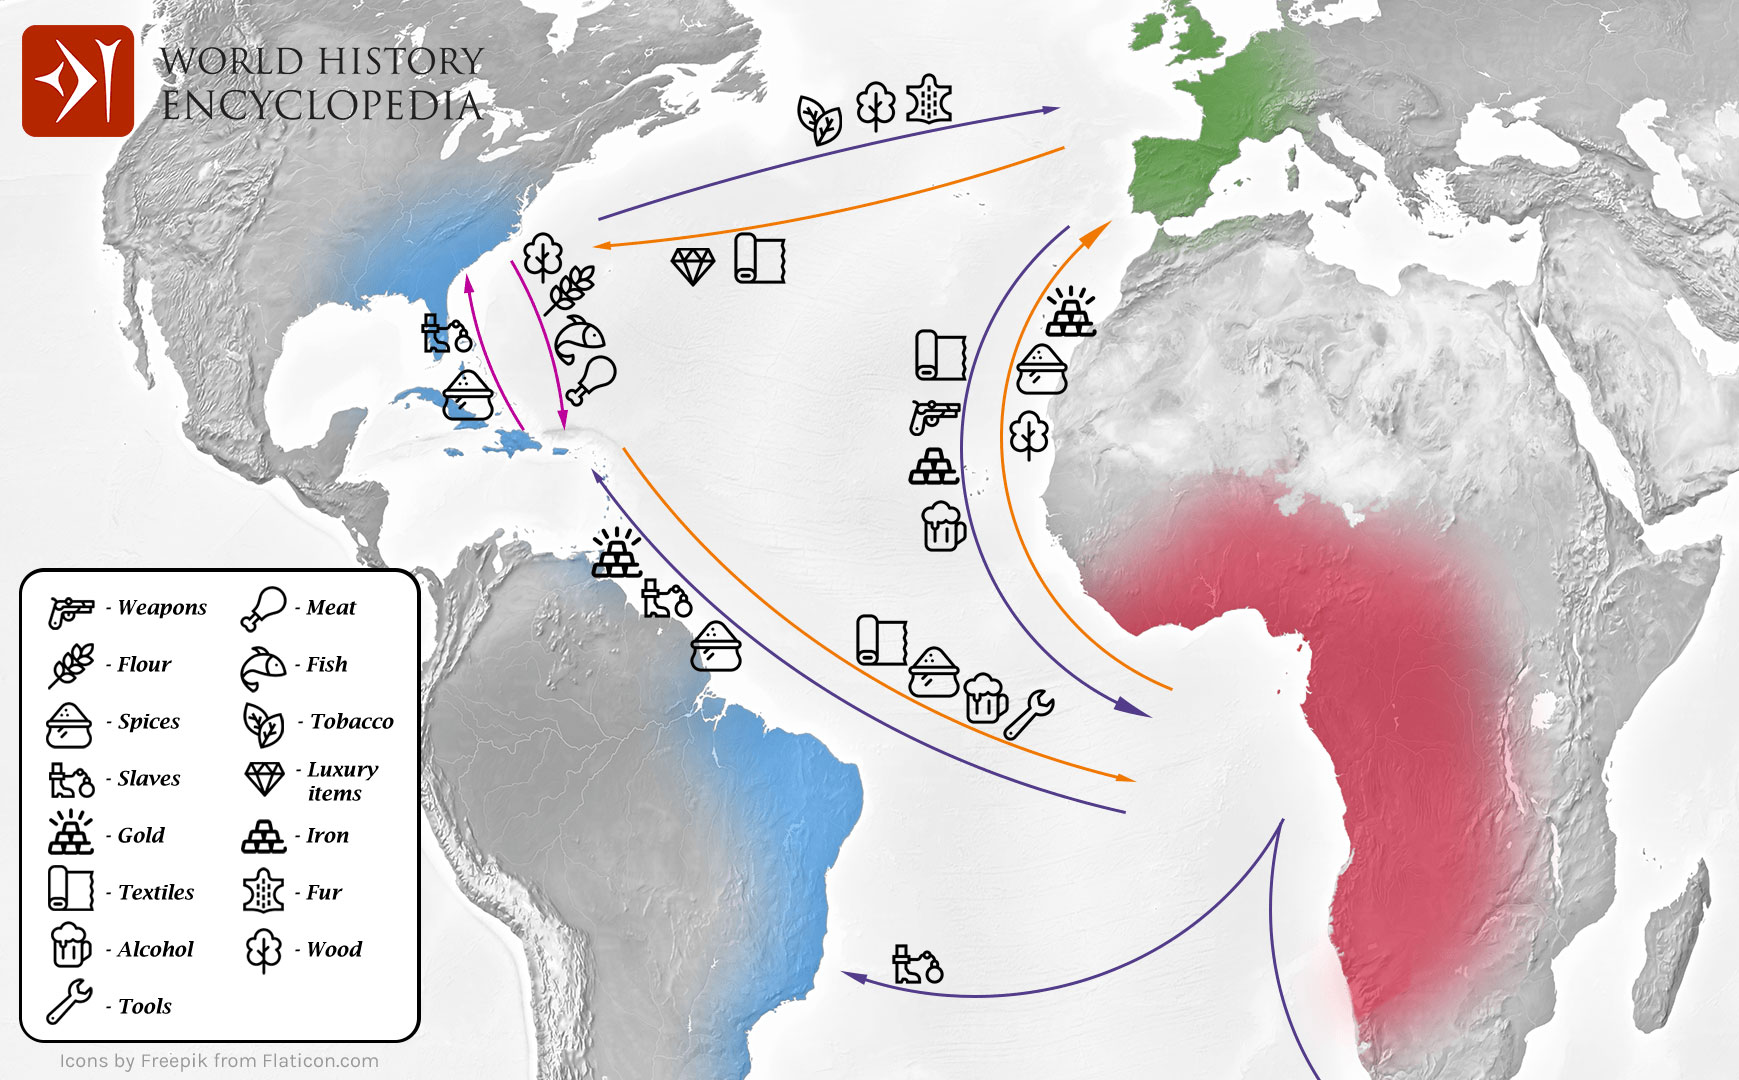 WORLD HISTORY
ENCYCLOPEDIA
- Weapons
- Meat
- Flour
- Fish
- Spices
- Tobacco
- Slaves
- Luxury
items
- Gold
- Iron
- Textiles
- Fur
- Alcohol
- Wood
- Tools
Icons by Freepik from Flaticon.com